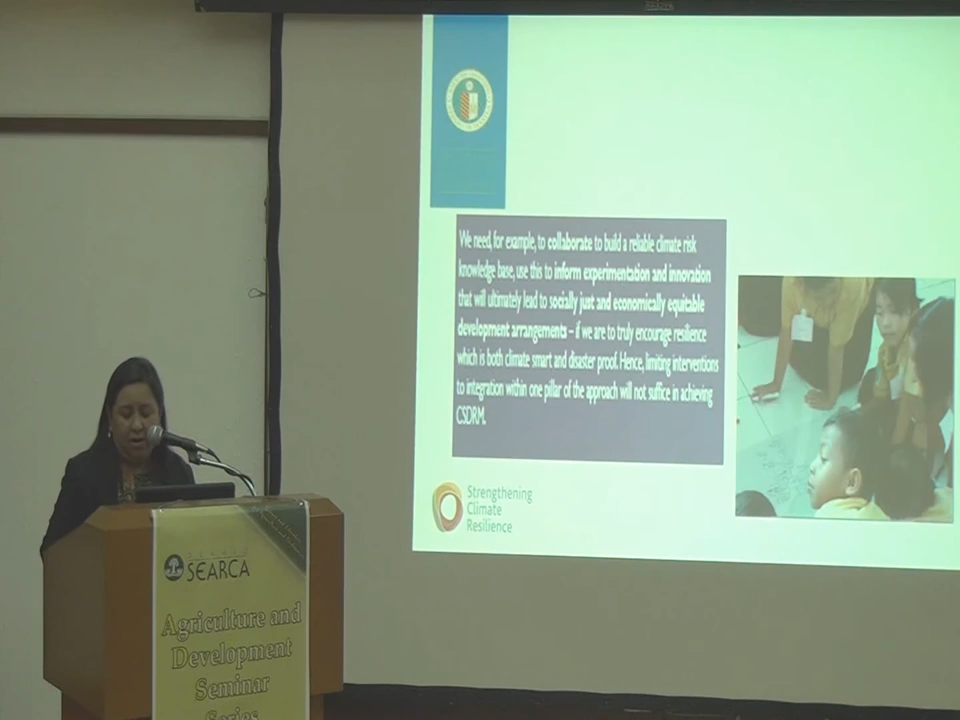 We need, for example, to collaborate to build a reliable climate risk
knowledge base, use this to inform experimentation and innovation
that will ultimately lead to socially just and economically equitable
development arrangements – if we are to truly encourage resilience
which is both climate smart and disaster proof. Hence, limiting interventions
to integration within one pillar of the approach will not suffice in achieving
CSDRM.
Strengthening
Climate
Resilience
SEARCA
Agriculture and
Development
Seminar
Series